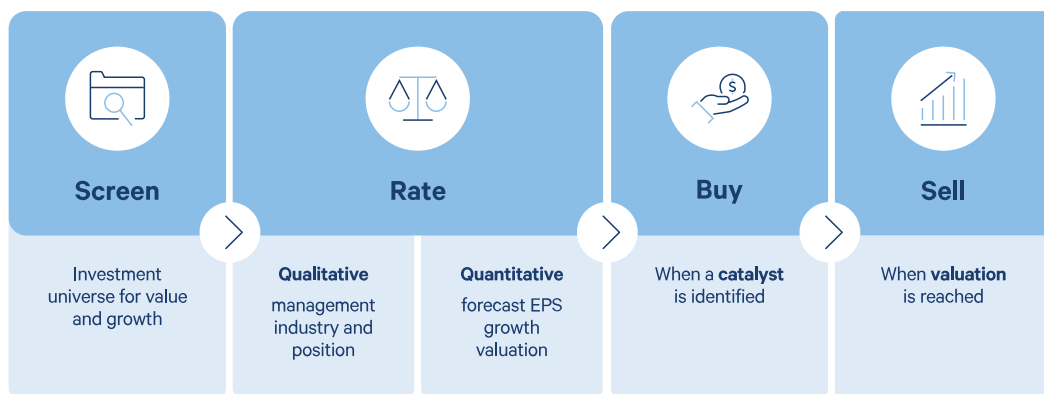 $
Screen
Rate
Buy
Sell
Investment
universe for value
and growth
Qualitative
management
industry and
position
Quantitative
forecast EPS
growth
valuation
When a catalyst
is identified
When valuation
is reached